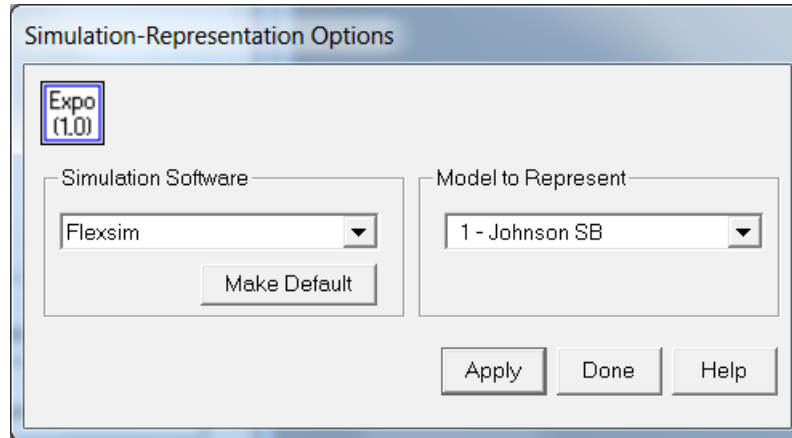 Simulation-Representation Options
Expo
(1.0)
Simulation Software
Flexsim
Make Default
Model to Represent
1 - Johnson SB
Apply
Done
Help